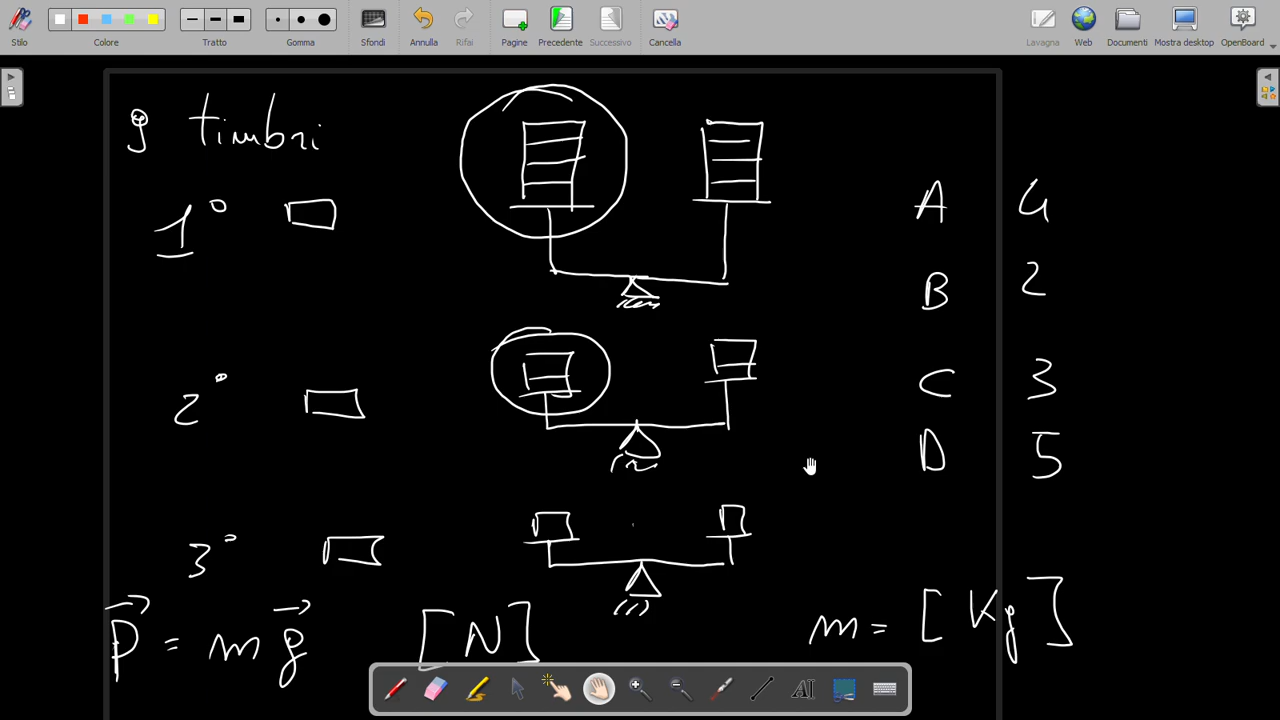 Stilo Colore Tratto Gomma Sfondi Annulla Rifai Pagine Precedente Successivo Cancella Lavagna Web Documenti Mostra desktop OpenBoard
9 timbri
1°
A 4
B 2
2°
C 3
D 5
3°
P = m g [N] m = [Kg]
AI